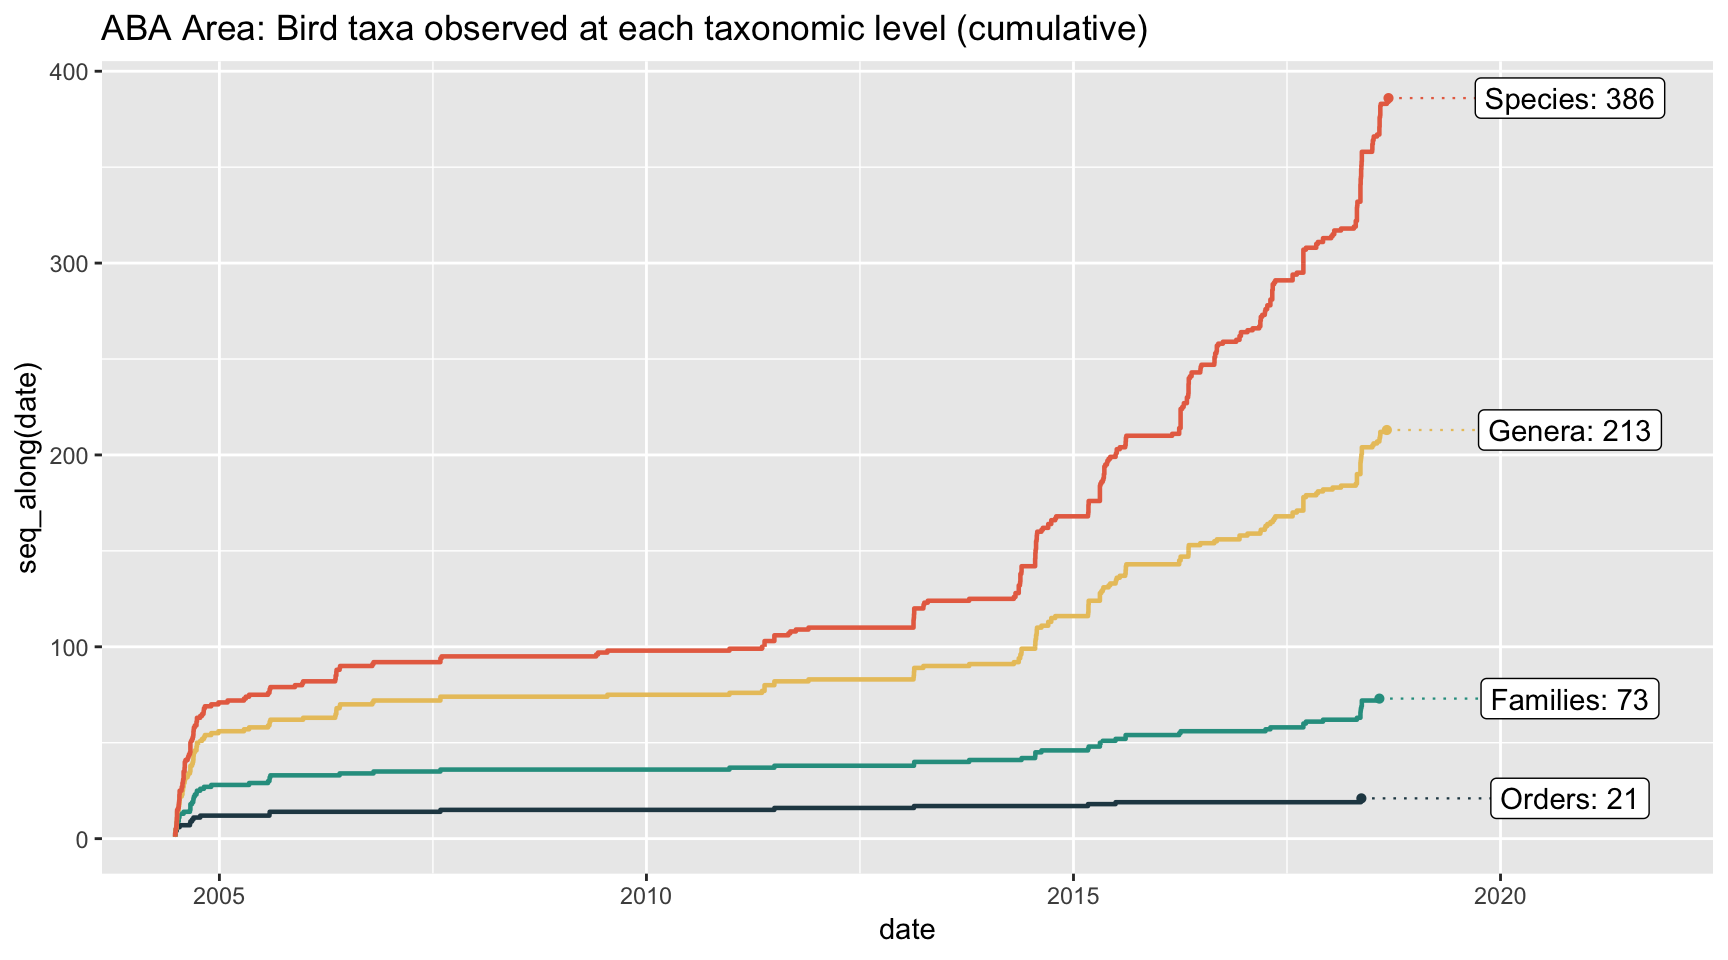 ABA Area: Bird taxa observed at each taxonomic level (cumulative)
400
300
200
100
0
seq_along(date)
Species: 386
Genera: 213
Families: 73
Orders: 21
2005
2010
2015
2020
date